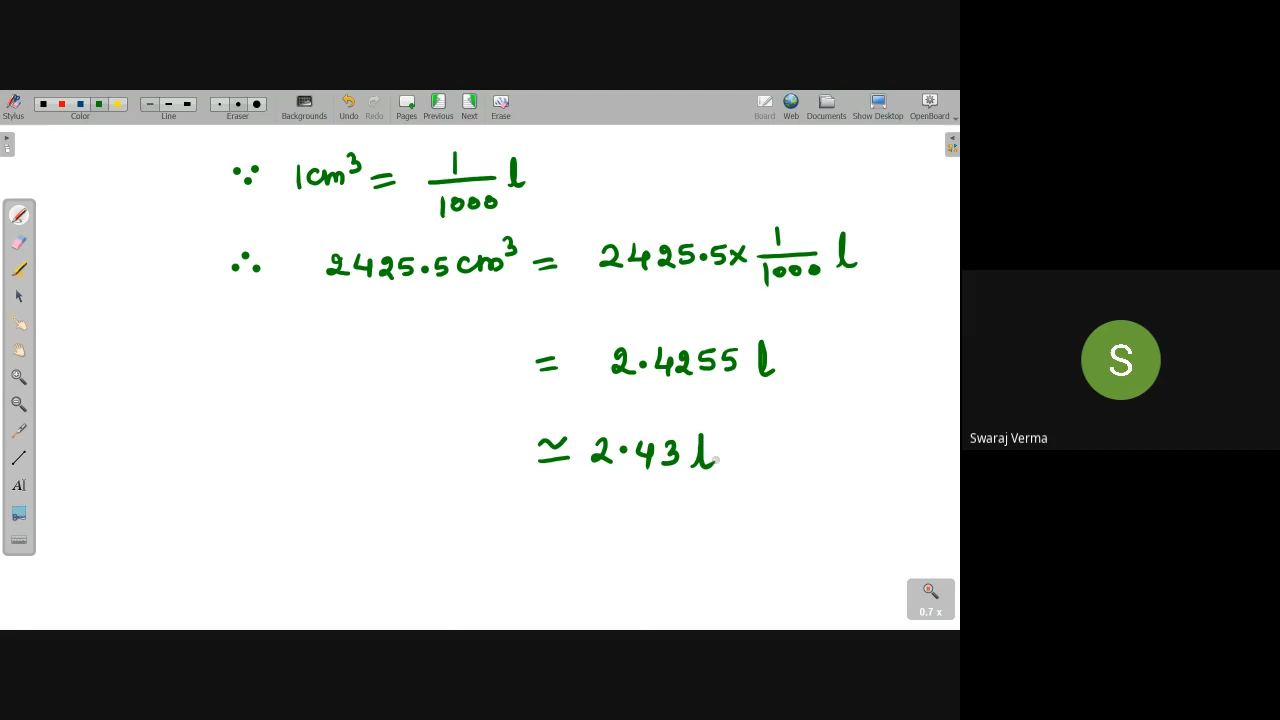 Stylus Color Line Eraser Backgrounds Undo Redo Pages Previous Next Erase Board Web Documents Show Desktop OpenBoard
∵ 1cm³ = 1/1000 l
∴ 2425.5cm³ = 2425.5 x 1/1000 l
= 2.4255 l
≃ 2.43 l
S
Swaraj Verma
0.7 x